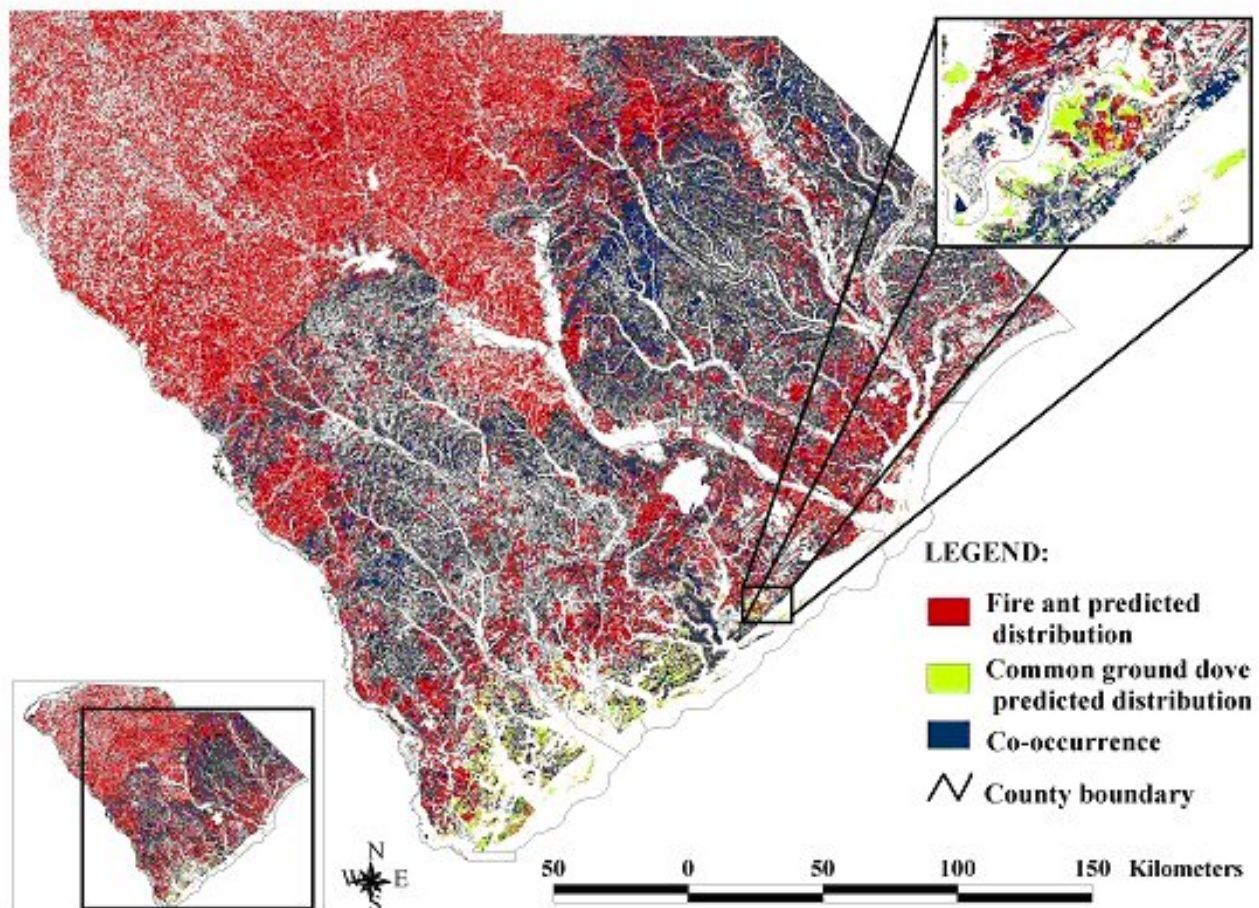 LEGEND:
Fire ant predicted
distribution
Common ground dove
predicted distribution
Co-occurrence
County boundary
N
W E
S
50 0 50 100 150 Kilometers